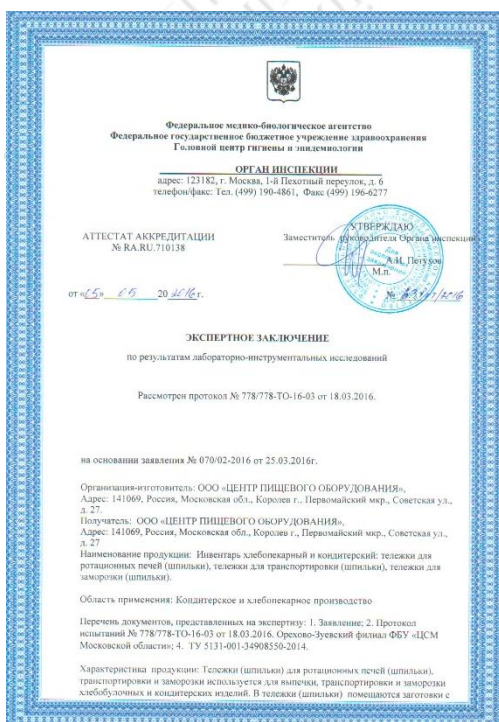 Федеральное медико-биологическое агентство
Федеральное государственное бюджетное учреждение здравоохранения
Головной центр гигиены и эпидемиологии
ОРГАН ИНСПЕКЦИИ
адрес: 123182, г. Москва, 1-й Пехотный переулок, д. 6
телефон/факс: Тел. (499) 190-4861, Факс (499) 196-6277
УТВЕРЖДАЮ
АТТЕСТАТ АККРЕДИТАЦИИ Заместитель руководителя Органа инспекции
№ RA.RU.710138
А.И. Петухов
М.п.
от «05» 05 2016 г. №
ЭКСПЕРТНОЕ ЗАКЛЮЧЕНИЕ
по результатам лабораторно-инструментальных исследований
Рассмотрен протокол № 778/778-ТО-16-03 от 18.03.2016.
на основании заявления № 070/02-2016 от 25.03.2016г.
Организация-изготовитель: ООО «ЦЕНТР ПИЩЕВОГО ОБОРУДОВАНИЯ»,
Адрес: 141069, Россия, Московская обл., Королев г., Первомайский мкр., Советская ул.,
д. 27.
Получатель: ООО «ЦЕНТР ПИЩЕВОГО ОБОРУДОВАНИЯ»,
Адрес: 141069, Россия, Московская обл., Королев г., Первомайский мкр., Советская ул.,
д. 27
Наименование продукции: Инвентарь хлебопекарный и кондитерский: тележки для
ротационных печей (шпильки), тележки для транспортировки (шпильки), тележки для
заморозки (шпильки).
Область применения: Кондитерское и хлебопекарное производство
Перечень документов, представленных на экспертизу: 1. Заявление; 2. Протокол
испытаний № 778/778-ТО-16-03 от 18.03.2016. Орехово-Зуевский филиал ФБУ «ЦСМ
Московской области»; 4. ТУ 5131-001-34908550-2014.
Характеристика продукции: Тележки (шпильки) для ротационных печей (шпильки),
транспортировки и заморозки используется для выпечки, транспортировки и заморозки
хлебобулочных и кондитерских изделий. В тележки (шпильки) помещаются заготовки с